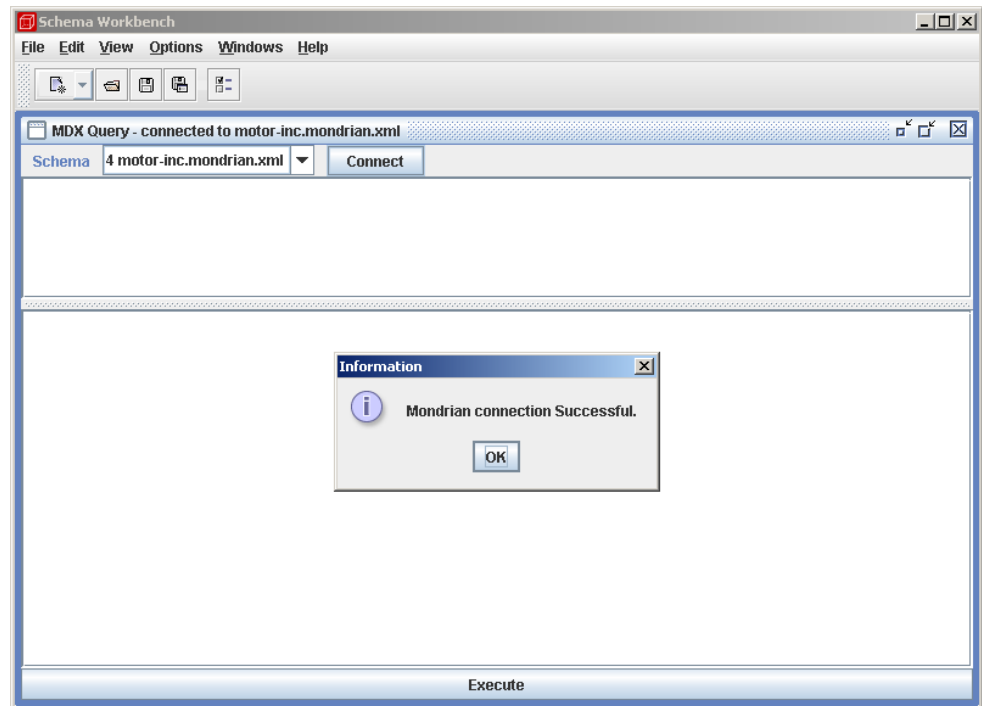 Schema Workbench
File Edit View Options Windows Help
MDX Query - connected to motor-inc.mondrian.xml
Schema 4 motor-inc.mondrian.xml Connect
Information
i Mondrian connection Successful.
OK
Execute